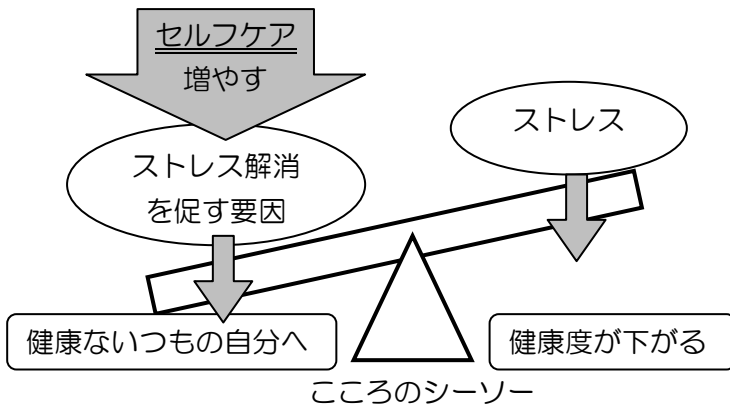 セルフケア
増やす
ストレス
ストレス解消
を促す要因
健康ないつもの自分へ
健康度が下がる
こころのシーソー